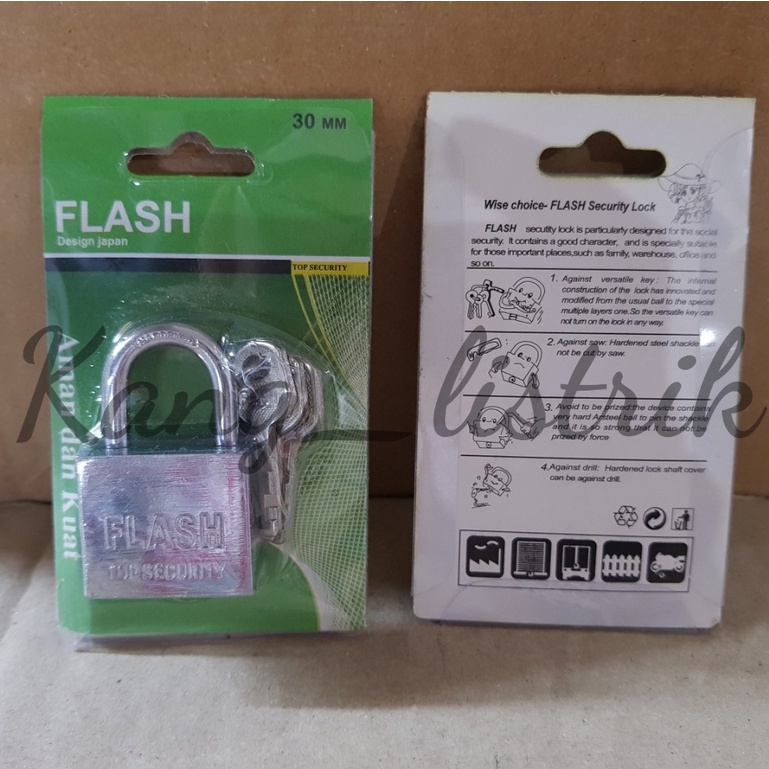 30 MM
FLASH
Design japan
TOP SECURITY
Aman dan Kuat
FLASH
TOP SECURITY
Wise choice- FLASH Security Lock
FLASH secutity lock is particularly designed for the social
security. It contains a good character, and is specially suitable
for those important places,such as family, warehouse, office and
so on.
1. Against versatile key: The internal
construction of the lock has innovated and
modified from the usual ball to the special
multiple layers one.So the versatile key can
not turn on the lock in any way.
2. Against saw: Hardened steel shackle
not be cut by saw.
3. Avoid to be prized:the device contains
very hard Amsteel ball to pin the shackle
and it is so strong that it can not be
prized by force
4.Against drill: Hardened lock shaft cover
can be against drill.
Kang_listrik